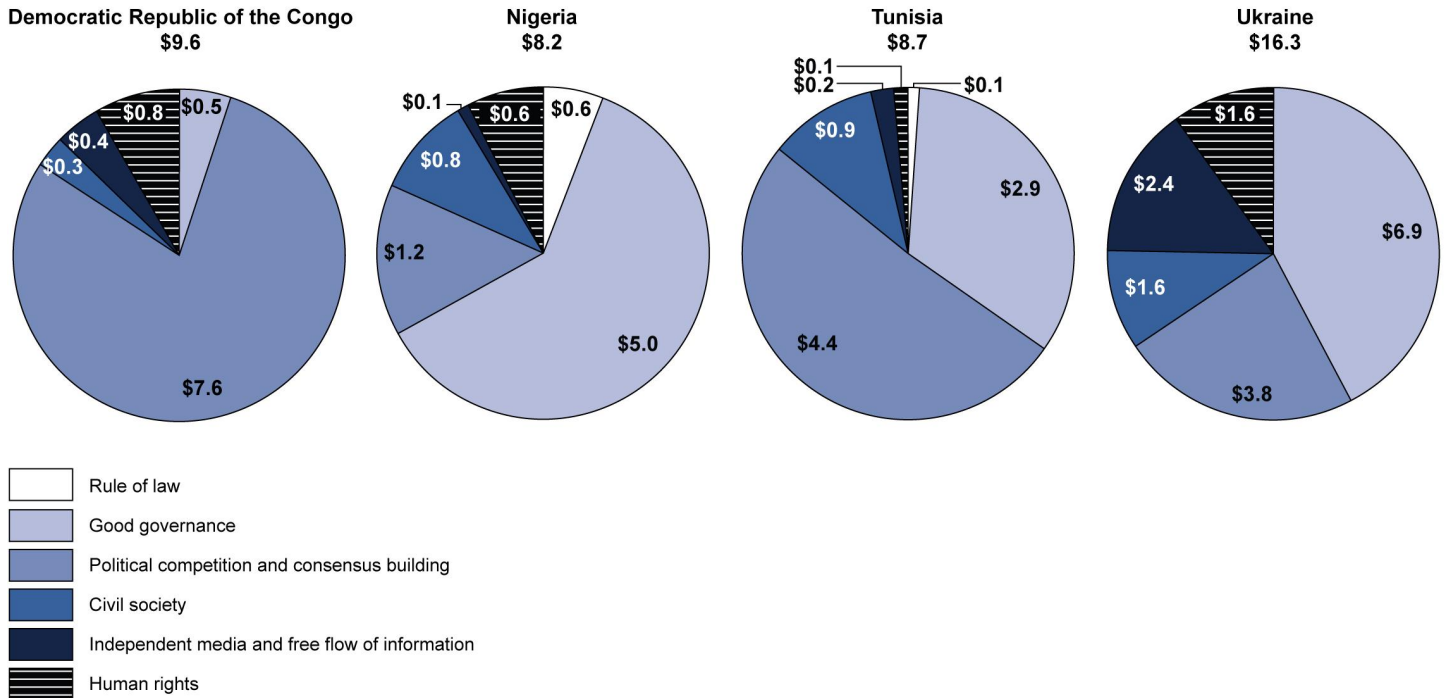 Democratic Republic of the Congo
$9.6
$0.8
$0.5
$0.4
$0.3
$7.6
Nigeria
$8.2
$0.1
$0.6
$0.6
$0.8
$1.2
$5.0
Tunisia
$8.7
$0.1
$0.2
$0.1
$0.9
$2.9
$4.4
Ukraine
$16.3
$1.6
$2.4
$6.9
$1.6
$3.8
Rule of law
Good governance
Political competition and consensus building
Civil society
Independent media and free flow of information
Human rights